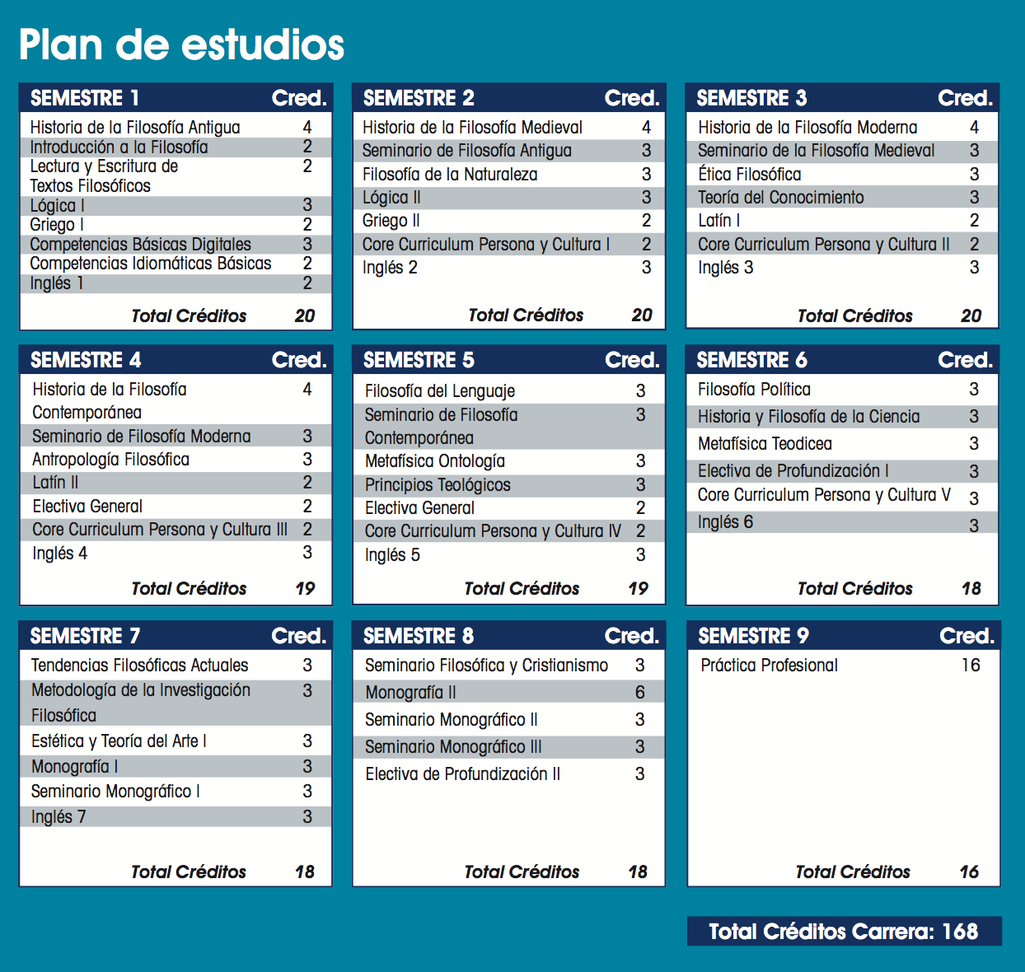 Plan de estudios
SEMESTRE 1 Cred.
Historia de la Filosofía Antigua 4
Introducción a la Filosofía 2
Lectura y Escritura de 2
Textos Filosóficos
Lógica I 3
Griego I 2
Competencias Básicas Digitales 3
Competencias Idiomáticas Básicas 2
Inglés 1 2
Total Créditos 20
SEMESTRE 2 Cred.
Historia de la Filosofía Medieval 4
Seminario de Filosofía Antigua 3
Filosofía de la Naturaleza 3
Lógica II 3
Griego II 2
Core Curriculum Persona y Cultura I 2
Inglés 2 3
Total Créditos 20
SEMESTRE 3 Cred.
Historia de la Filosofía Moderna 4
Seminario de la Filosofía Medieval 3
Ética Filosófica 3
Teoría del Conocimiento 3
Latín I 2
Core Curriculum Persona y Cultura II 2
Inglés 3 3
Total Créditos 20
SEMESTRE 4 Cred.
Historia de la Filosofía 4
Contemporánea
Seminario de Filosofía Moderna 3
Antropología Filosófica 3
Latín II 2
Electiva General 2
Core Curriculum Persona y Cultura III 2
Inglés 4 3
Total Créditos 19
SEMESTRE 5 Cred.
Filosofía del Lenguaje 3
Seminario de Filosofía 3
Contemporánea
Metafísica Ontología 3
Principios Teológicos 3
Electiva General 2
Core Curriculum Persona y Cultura IV 2
Inglés 5 3
Total Créditos 19
SEMESTRE 6 Cred.
Filosofía Política 3
Historia y Filosofía de la Ciencia 3
Metafísica Teodicea 3
Electiva de Profundización I 3
Core Curriculum Persona y Cultura V 3
Inglés 6 3
Total Créditos 18
SEMESTRE 7 Cred.
Tendencias Filosóficas Actuales 3
Metodología de la Investigación 3
Filosófica
Estética y Teoría del Arte I 3
Monografía I 3
Seminario Monográfico I 3
Inglés 7 3
Total Créditos 18
SEMESTRE 8 Cred.
Seminario Filosófica y Cristianismo 3
Monografía II 6
Seminario Monográfico II 3
Seminario Monográfico III 3
Electiva de Profundización II 3
Total Créditos 18
SEMESTRE 9 Cred.
Práctica Profesional 16
Total Créditos 16
Total Créditos Carrera: 168